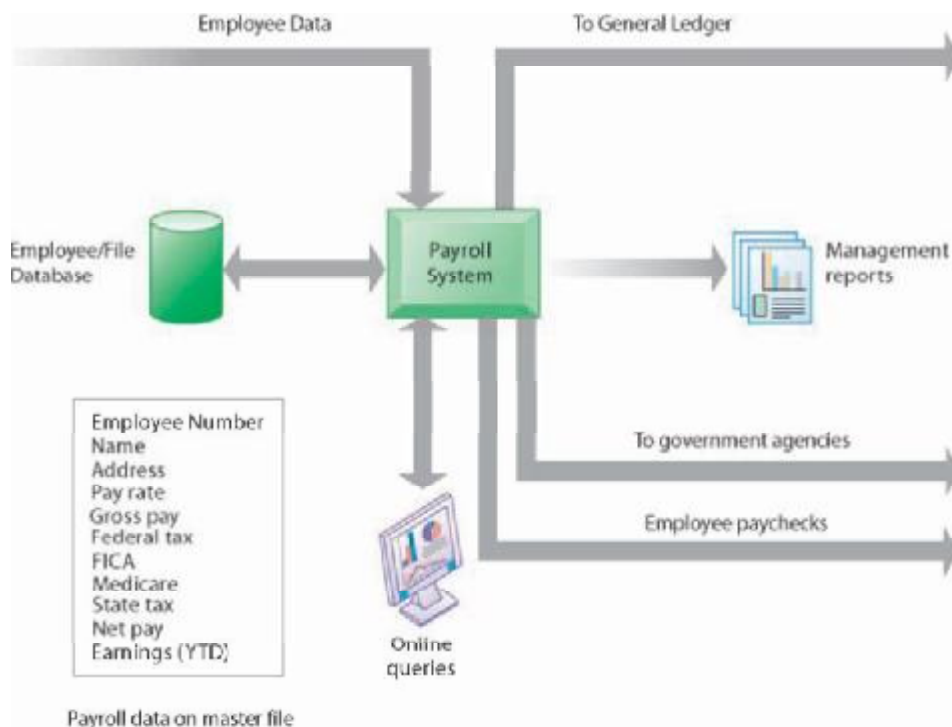 Employee Data
To General Ledger
Employee/File
Database
Payroll
System
Management
reports
Employee Number
Name
Address
Pay rate
Gross pay
Federal tax
FICA
Medicare
State tax
Net pay
Earnings (YTD)
To government agencies
Employee paychecks
Online
queries
Payroll data on master file